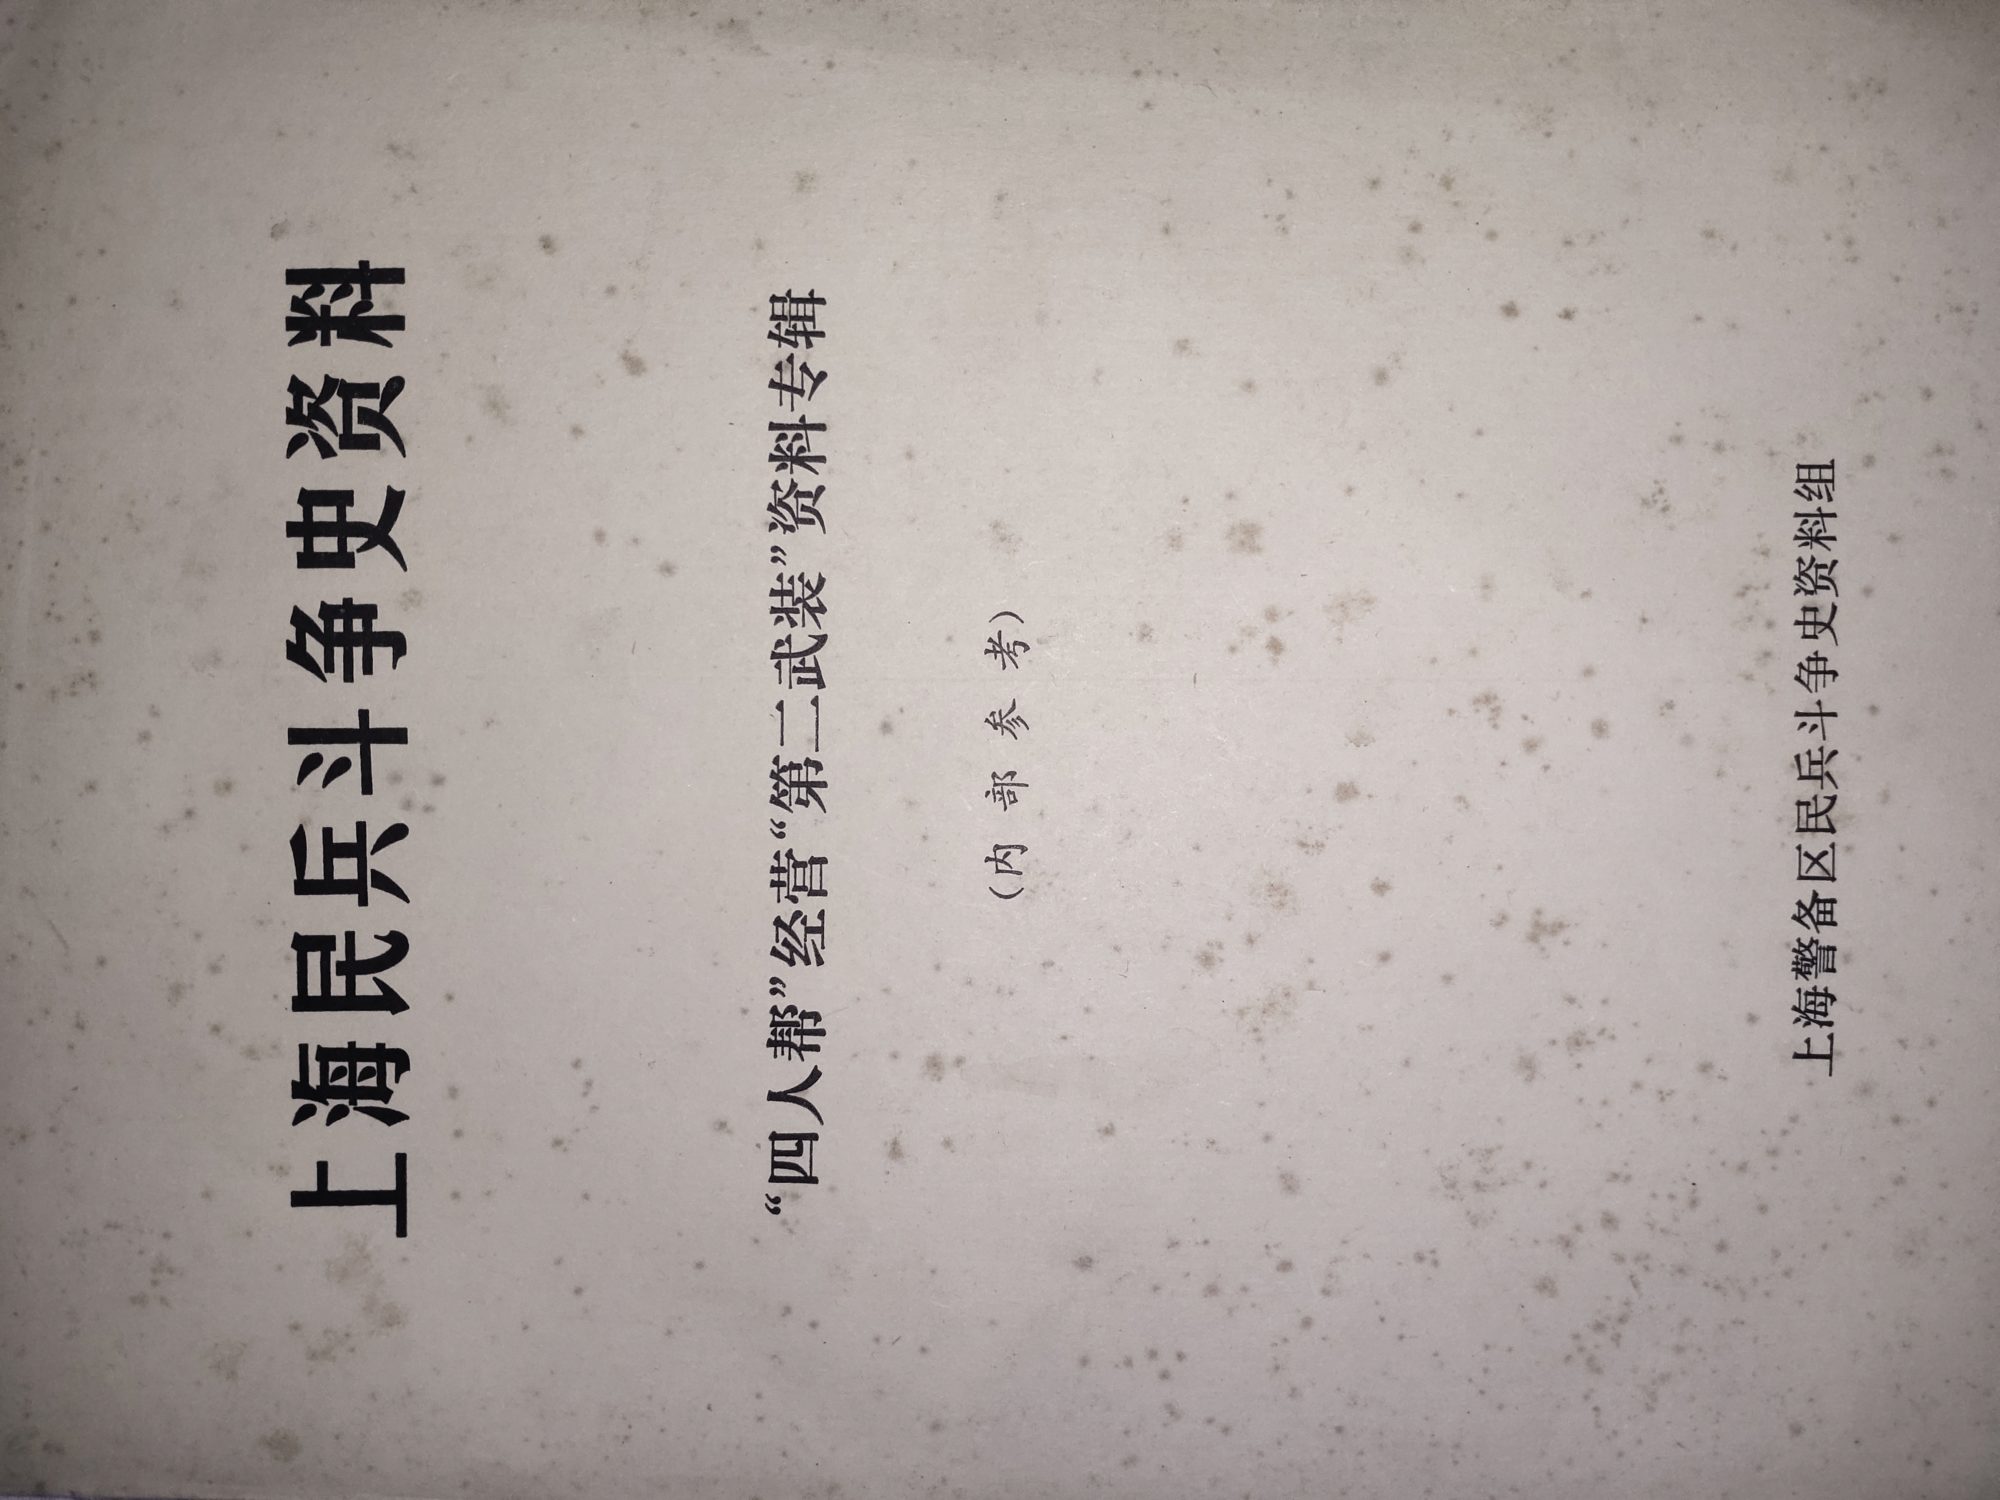 上海民兵斗争史资料
“四人帮”经营“第二武装”资料专辑
（内部参考）
上海警备区民兵斗争史资料组